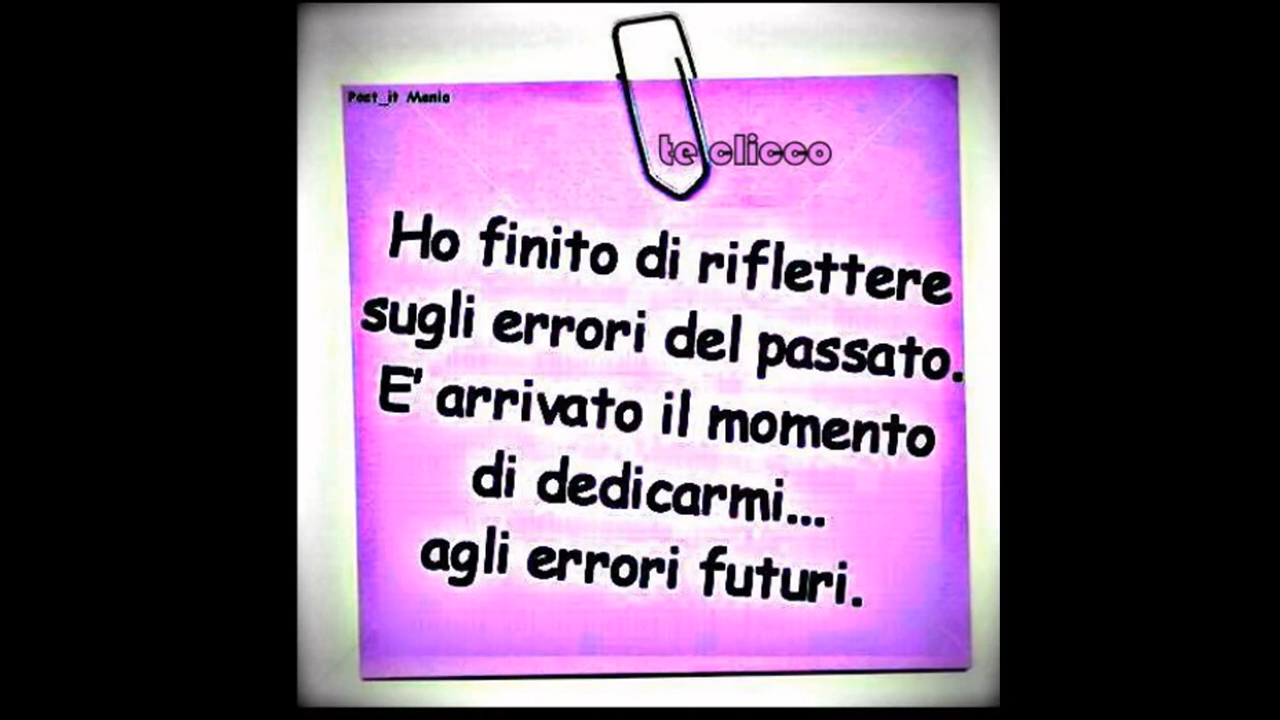 Post_it Mania
te clicco
Ho finito di riflettere
sugli errori del passato.
E' arrivato il momento
di dedicarmi...
agli errori futuri.